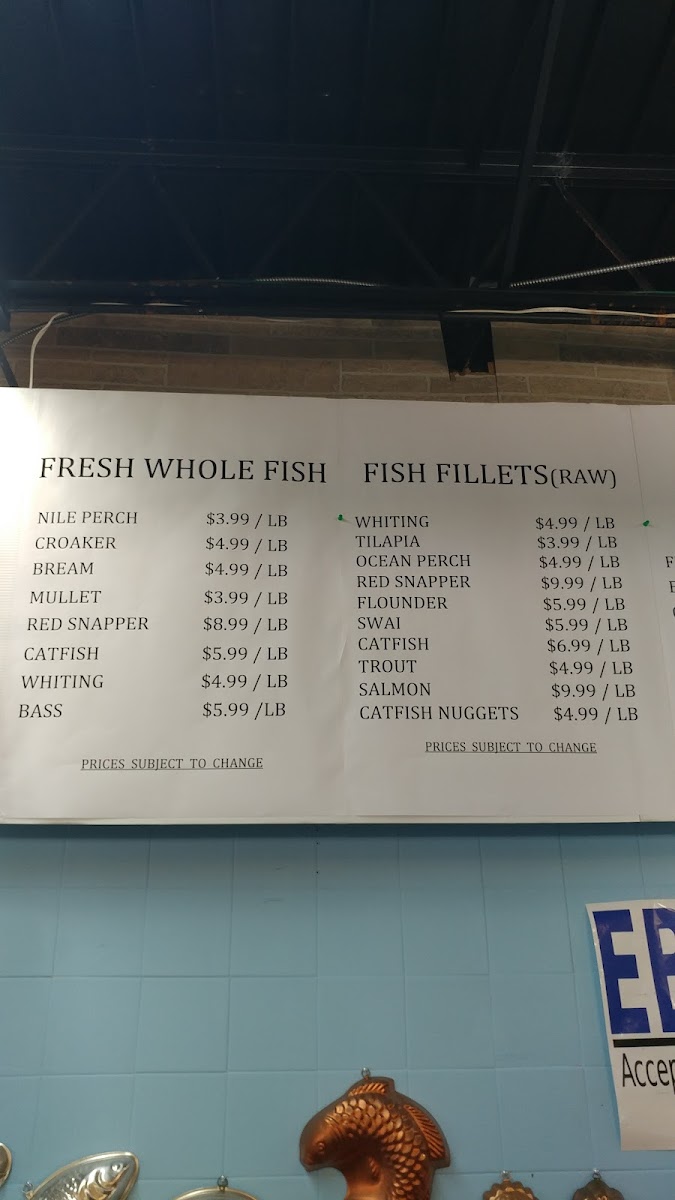 FRESH WHOLE FISH
NILE PERCH $3.99 / LB
CROAKER $4.99 / LB
BREAM $4.99 / LB
MULLET $3.99 / LB
RED SNAPPER $8.99 / LB
CATFISH $5.99 / LB
WHITING $4.99 / LB
BASS $5.99 /LB
PRICES SUBJECT TO CHANGE
FISH FILLETS(RAW)
WHITING $4.99 / LB
TILAPIA $3.99 / LB
OCEAN PERCH $4.99 / LB
RED SNAPPER $9.99 / LB
FLOUNDER $5.99 / LB
SWAI $5.99 / LB
CATFISH $6.99 / LB
TROUT $4.99 / LB
SALMON $9.99 / LB
CATFISH NUGGETS $4.99 / LB
PRICES SUBJECT TO CHANGE